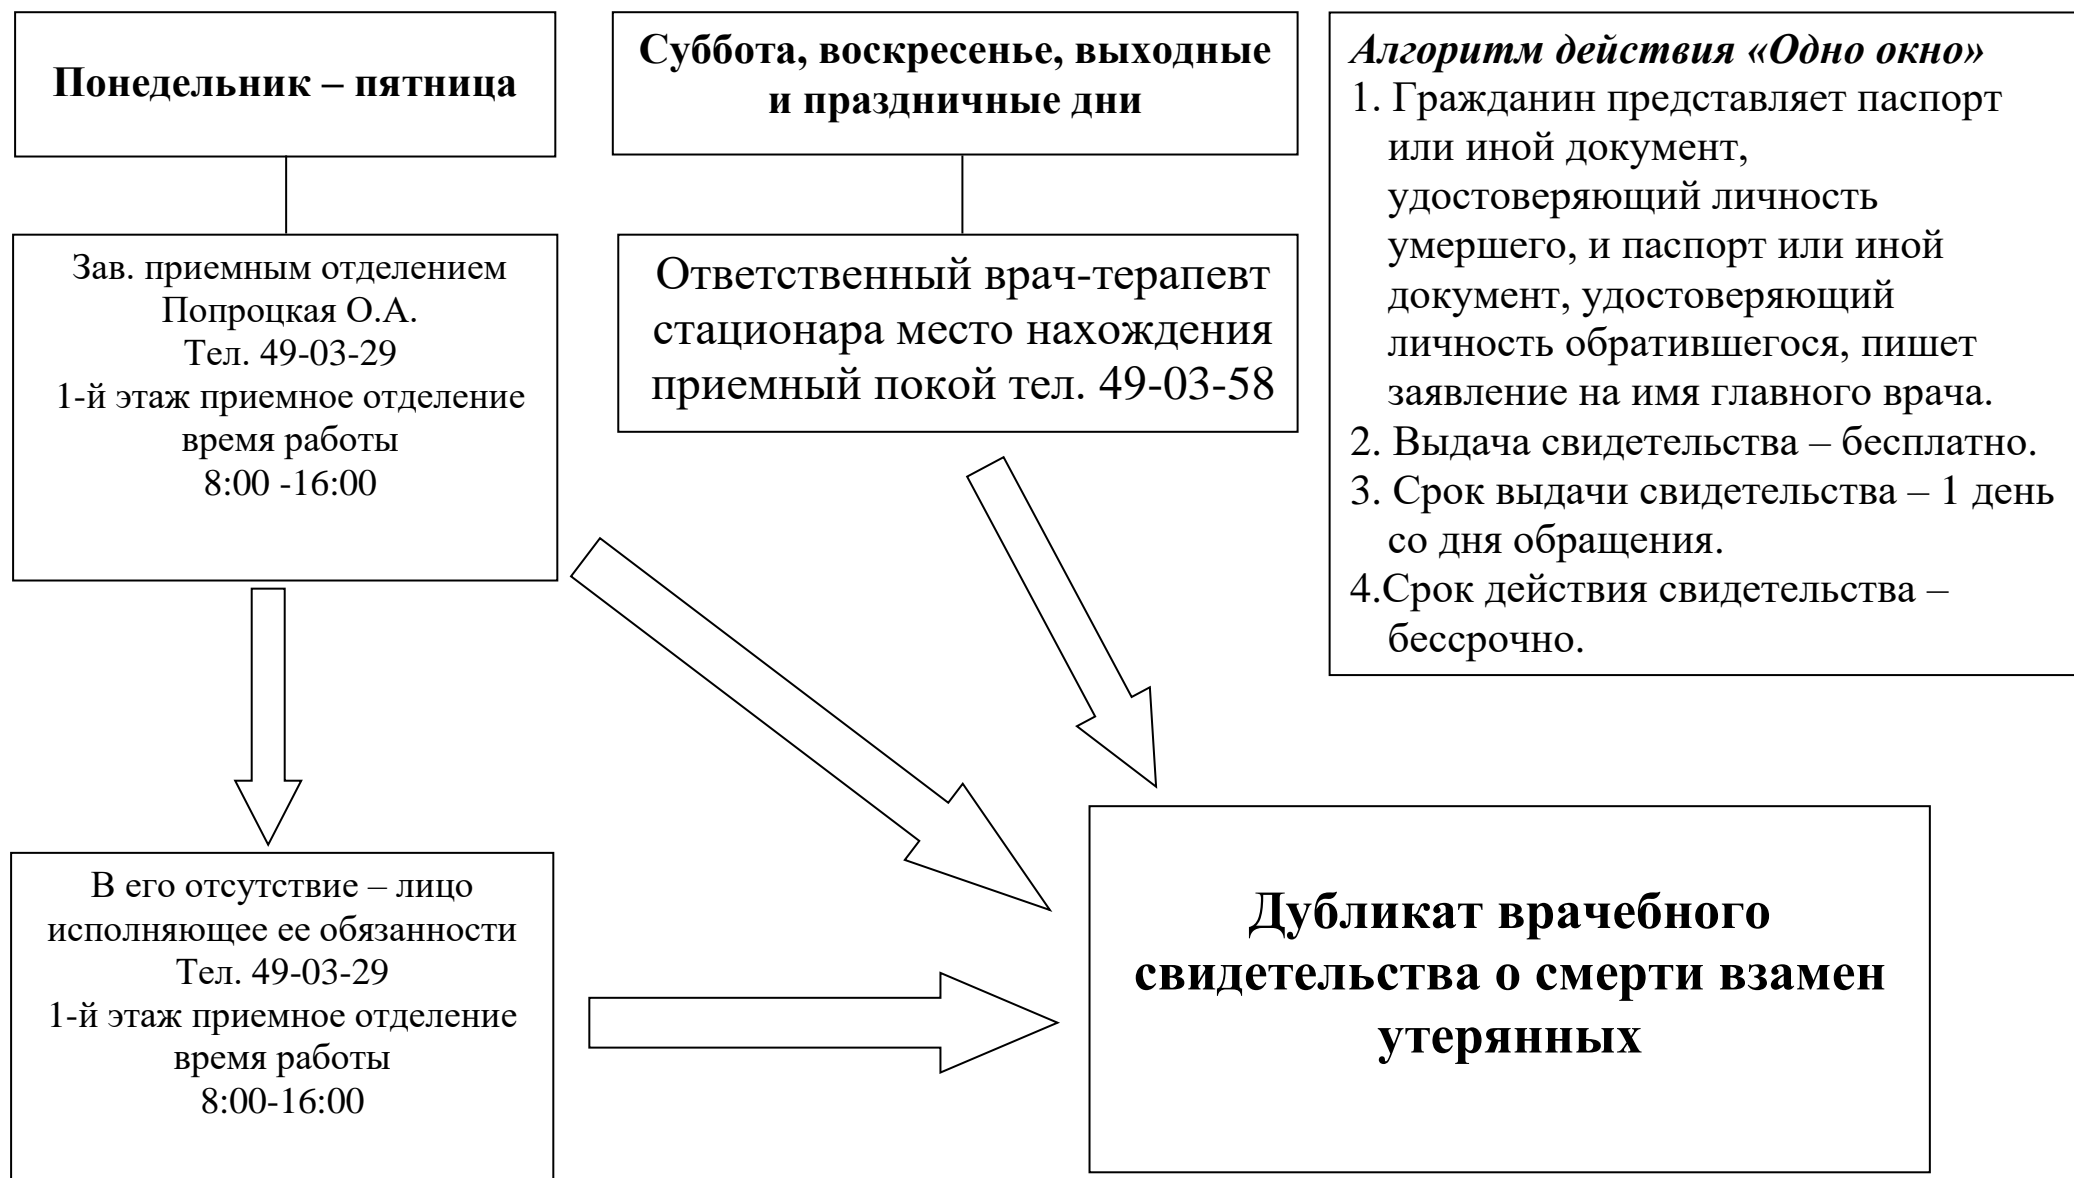 Понедельник – пятница
Суббота, воскресенье, выходные
и праздничные дни
Алгоритм действия «Одно окно»
1. Гражданин представляет паспорт
или иной документ,
удостоверяющий личность
умершего, и паспорт или иной
документ, удостоверяющий
личность обратившегося, пишет
заявление на имя главного врача.
2. Выдача свидетельства – бесплатно.
3. Срок выдачи свидетельства – 1 день
со дня обращения.
4.Срок действия свидетельства –
бессрочно.
Зав. приемным отделением
Попроцкая О.А.
Тел. 49-03-29
1-й этаж приемное отделение
время работы
8:00 -16:00
Ответственный врач-терапевт
стационара место нахождения
приемный покой тел. 49-03-58
В его отсутствие – лицо
исполняющее ее обязанности
Тел. 49-03-29
1-й этаж приемное отделение
время работы
8:00-16:00
Дубликат врачебного
свидетельства о смерти взамен
утерянных